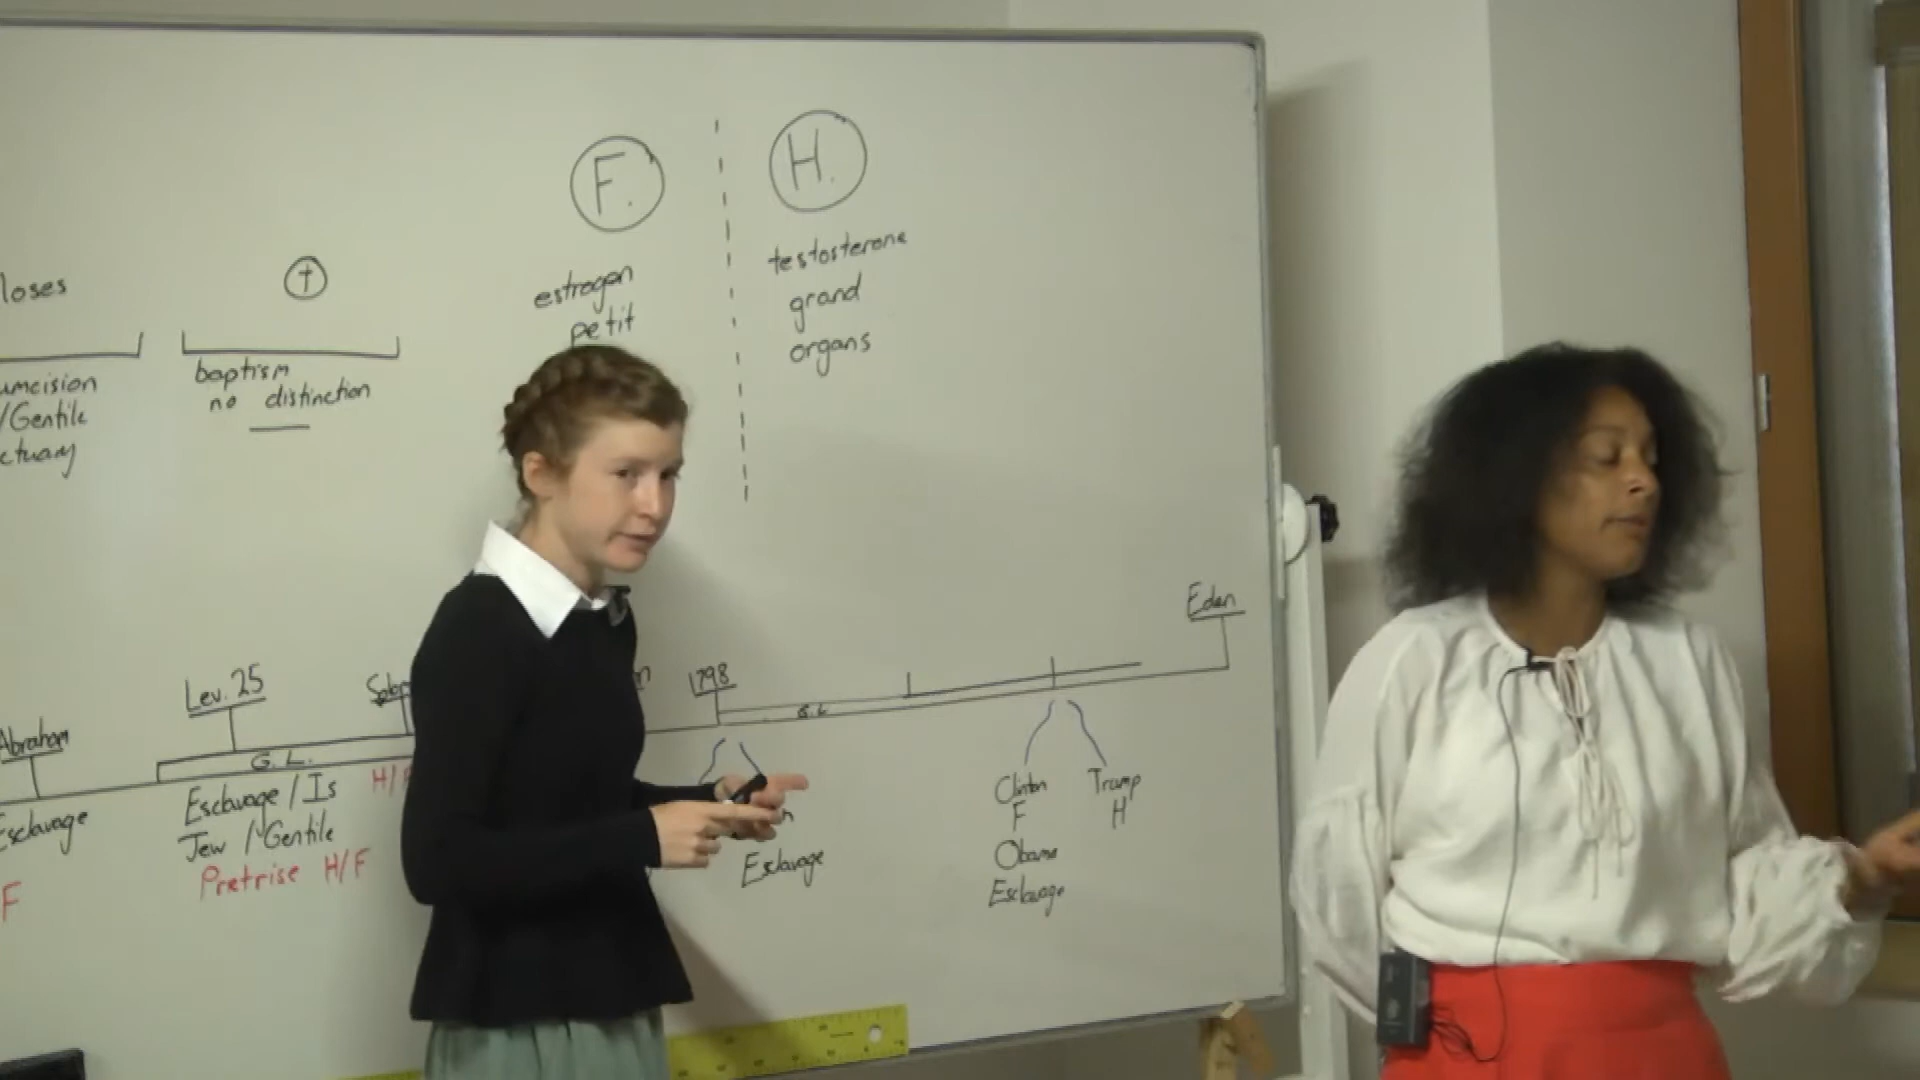 F.
H.
estrogen
petit
testosterone
grand
organs
baptism
no distinction
/Gentile
Eden
1798
G.L
Lev. 25
Abraham
G. L.
Esclavage
Esclavage / Is
Jew / Gentile
Pretrise H/F
F
Esclavage
Clinton
F
Obama
Esclavage
Trump
H